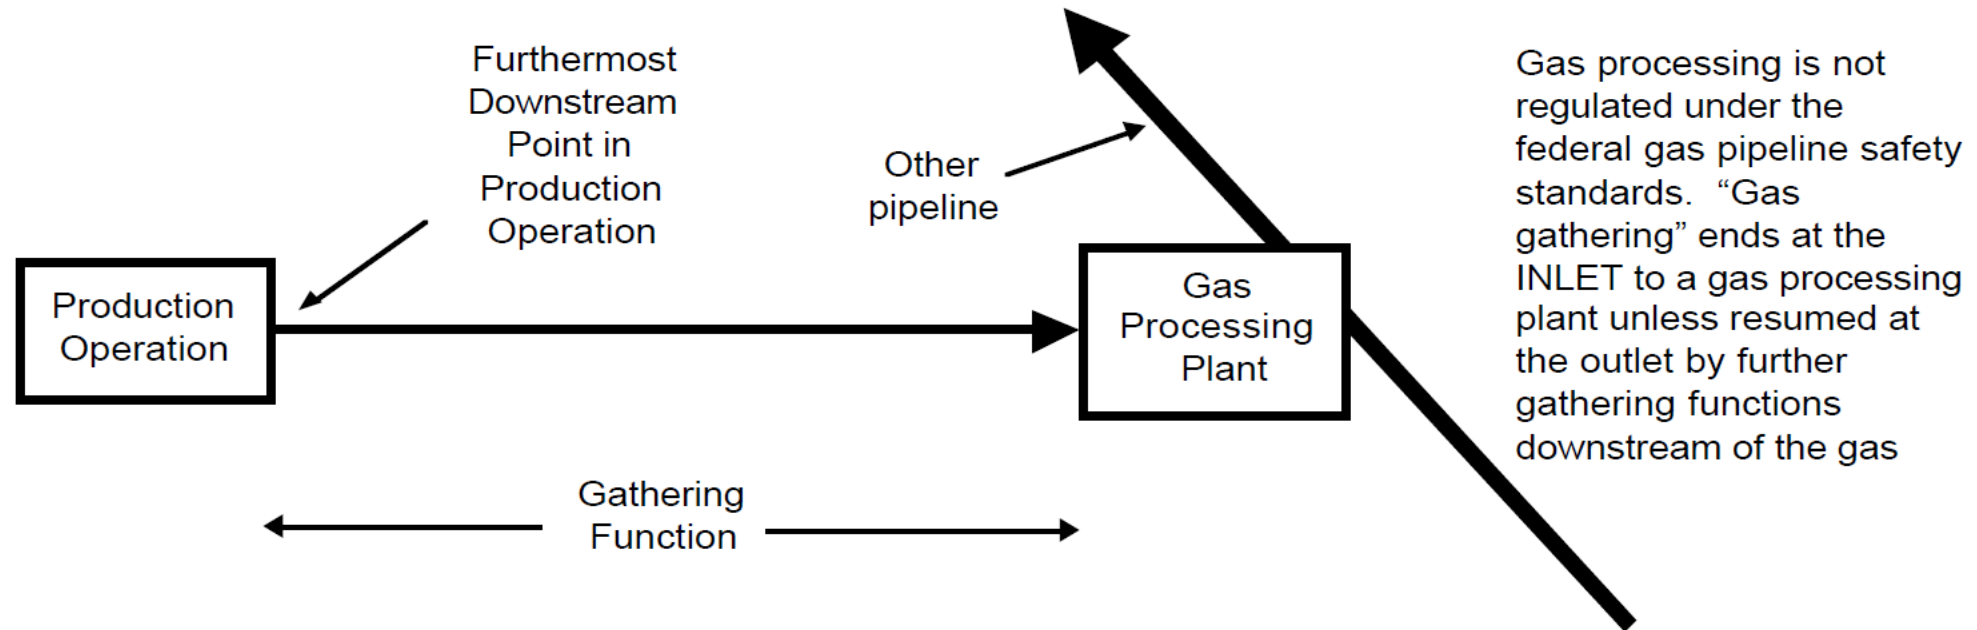 Furthermost
Downstream
Point in
Production
Operation
Other
pipeline
Production
Operation
Gas
Processing
Plant
Gathering
Function
Gas processing is not
regulated under the
federal gas pipeline safety
standards.  “Gas
gathering” ends at the
INLET to a gas processing
plant unless resumed at
the outlet by further
gathering functions
downstream of the gas